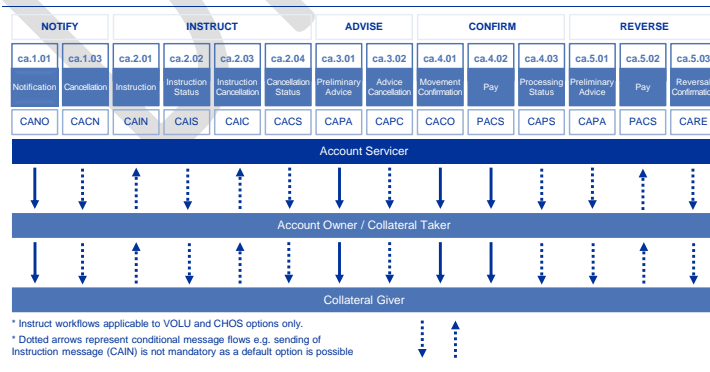 NOTIFY INSTRUCT ADVISE CONFIRM REVERSE
ca.1.01 ca.1.03 ca.2.01 ca.2.02 ca.2.03 ca.2.04 ca.3.01 ca.3.02 ca.4.01 ca.4.02 ca.4.03 ca.5.01 ca.5.02 ca.5.03
Notification
Cancellation
Instruction
Instruction
Status
Instruction
Cancellation
Cancellation
Status
Preliminary
Advice
Advice
Cancellation
Movement
Confirmation
Pay
Processing
Status
Preliminary
Advice
Pay
Reversal
Confirmation
CANO CACN CAIN CAIS CAIC CACS CAPA CAPC CACO PACS CAPS CAPA PACS CARE
Account Servicer
Account Owner / Collateral Taker
Collateral Giver
* Instruct workflows applicable to VOLU and CHOS options only.
* Dotted arrows represent conditional message flows e.g. sending of
Instruction message (CAIN) is not mandatory as a default option is possible